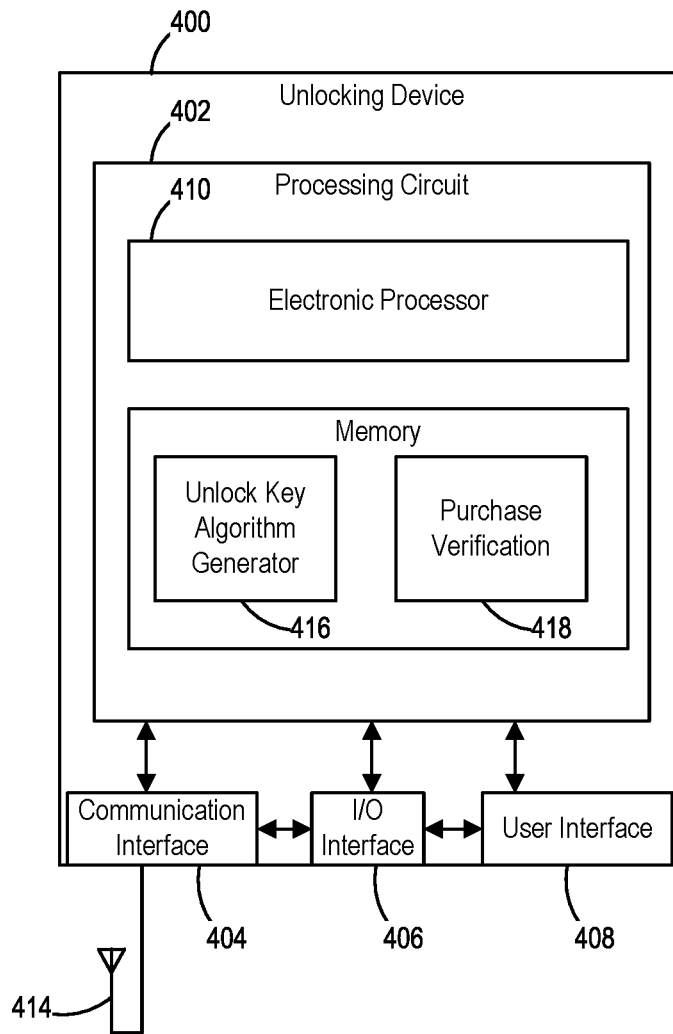 400
Unlocking Device
402
Processing Circuit
410
Electronic Processor
Memory
Unlock Key
Algorithm
Generator
Purchase
Verification
416
418
Communication
Interface
I/O
Interface
User Interface
404
406
408
414